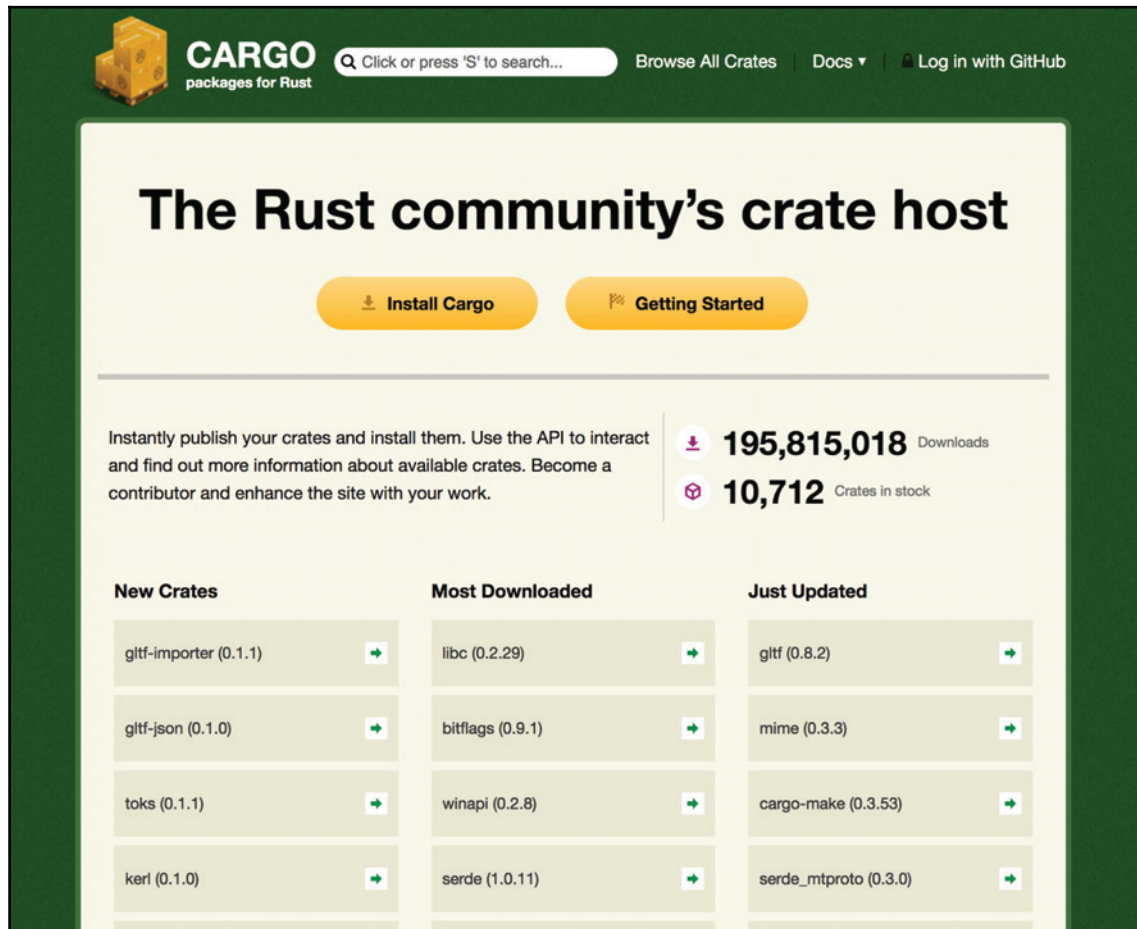 CARGO
packages for Rust
Click or press 'S' to search...
Browse All Crates
Docs ▾
Log in with GitHub
The Rust community’s crate host
Install Cargo
Getting Started
Instantly publish your crates and install them. Use the API to interact
and find out more information about available crates. Become a
contributor and enhance the site with your work.
195,815,018 Downloads
10,712 Crates in stock
New Crates
gltf-importer (0.1.1)
gltf-json (0.1.0)
toks (0.1.1)
kerl (0.1.0)
Most Downloaded
libc (0.2.29)
bitflags (0.9.1)
winapi (0.2.8)
serde (1.0.11)
Just Updated
gltf (0.8.2)
mime (0.3.3)
cargo-make (0.3.53)
serde_mtproto (0.3.0)